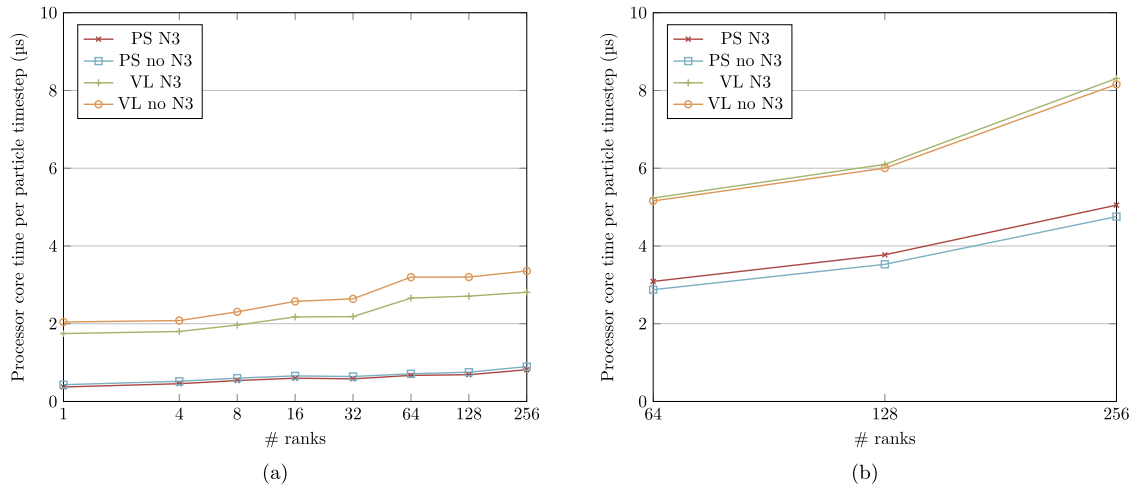 Processor core time per particle timestep (µs)
10
8
6
4
2
0
PS N3
PS no N3
VL N3
VL no N3
1 4 8 16 32 64 128 256
# ranks
(a)
Processor core time per particle timestep (µs)
10
8
6
4
2
0
PS N3
PS no N3
VL N3
VL no N3
64 128 256
# ranks
(b)